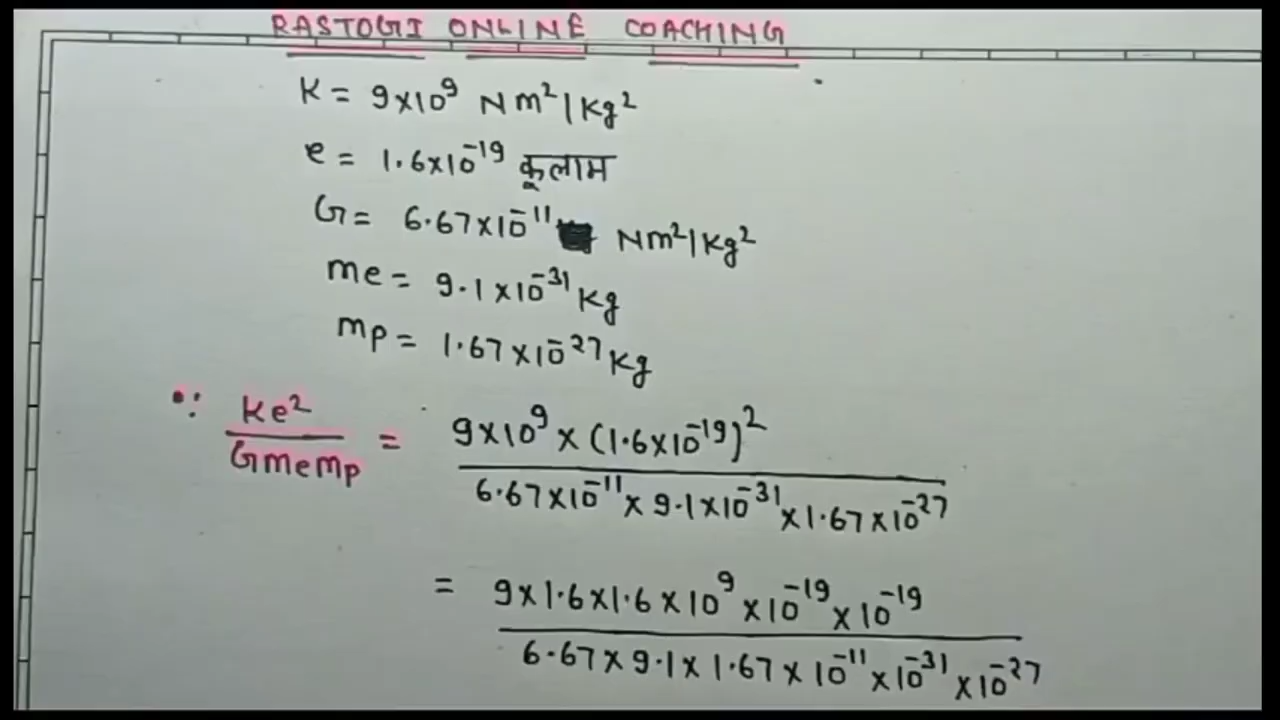 RASTOGI ONLINE COACHING
K = 9×10⁹ Nm²/Kg²
e = 1.6×10⁻¹⁹ कूलाम
G = 6.67×10⁻¹¹ Nm²/Kg²
me = 9.1×10⁻³¹ Kg
mp = 1.67×10⁻²⁷ Kg
∵ Ke²/GMeMp = 9×10⁹ × (1.6×10⁻¹⁹)² / 6.67×10⁻¹¹ × 9.1×10⁻³¹ × 1.67×10⁻²⁷
= 9×1.6×1.6×10⁹×10⁻¹⁹×10⁻¹⁹ / 6.67×9.1×1.67×10⁻¹¹×10⁻³¹×10⁻²⁷